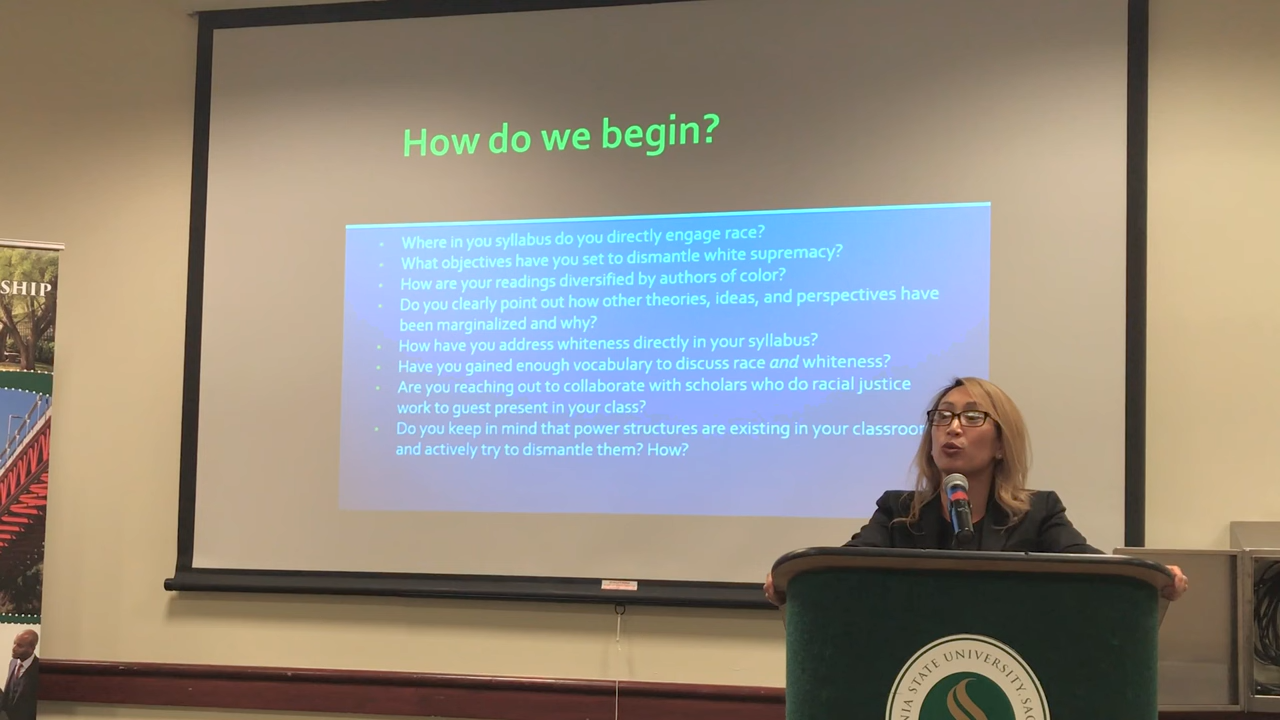 SHIP
How do we begin?
Where in you syllabus do you directly engage race?
What objectives have you set to dismantle white supremacy?
How are your readings diversified by authors of color?
Do you clearly point out how other theories, ideas, and perspectives have
been marginalized and why?
How have you address whiteness directly in your syllabus?
Have you gained enough vocabulary to discuss race and whiteness?
Are you reaching out to collaborate with scholars who do racial justice
work to guest present in your class?
Do you keep in mind that power structures are existing in your classroo
and actively try to dismantle them? How?
NIA STATE UNIVERSITY, SAC